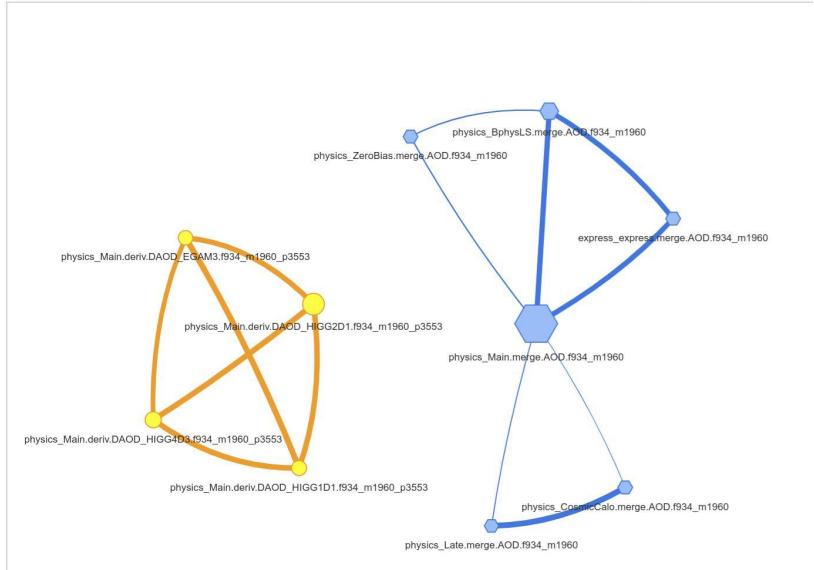 physics_BphysLS.merge.AOD.f934_m1960
physics_ZeroBias.merge.AOD.f934_m1960
express_express.merge.AOD.f934_m1960
physics_Main.deriv.DAOD_EGAM3.f934_m1960_p3553
physics_Main.deriv.DAOD_HIGG2D1.f934_m1960_p3553
physics_Main.merge.AOD.f934_m1960
physics_Main.deriv.DAOD_HIGG4D3.f934_m1960_p3553
physics_Main.deriv.DAOD_HIGG1D1.f934_m1960_p3553
physics_CosmicCalo.merge.AOD.f934_m1960
physics_Late.merge.AOD.f934_m1960